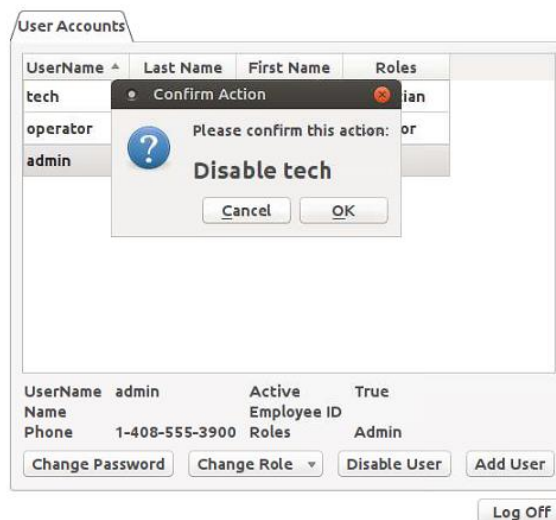 User Accounts
UserName Last Name First Name Roles
tech
operator
admin
Confirm Action
Please confirm this action:
Disable tech
Cancel OK
ian
or
UserName admin Active True
Name Employee ID
Phone 1-408-555-3900 Roles Admin
Change Password Change Role Disable User Add User
Log Off